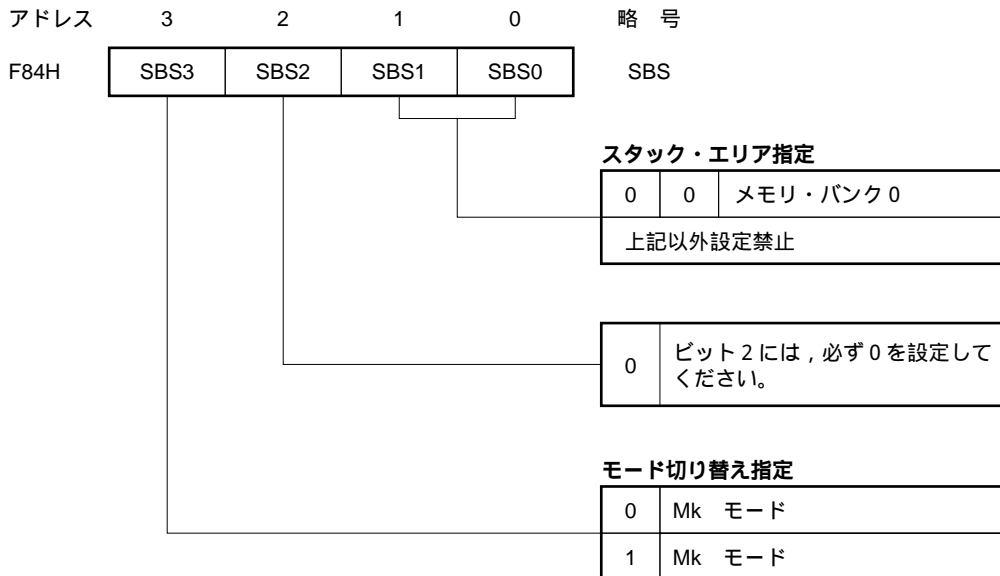 アドレス 3 2 1 0 略 号
F84H SBS3 SBS2 SBS1 SBS0 SBS
スタック・エリア指定
0 0 メモリ・バンク0
上記以外設定禁止
0 ビット2には,必ず0を設定して
ください。
モード切り替え指定
0 Mk モード
1 Mk モード